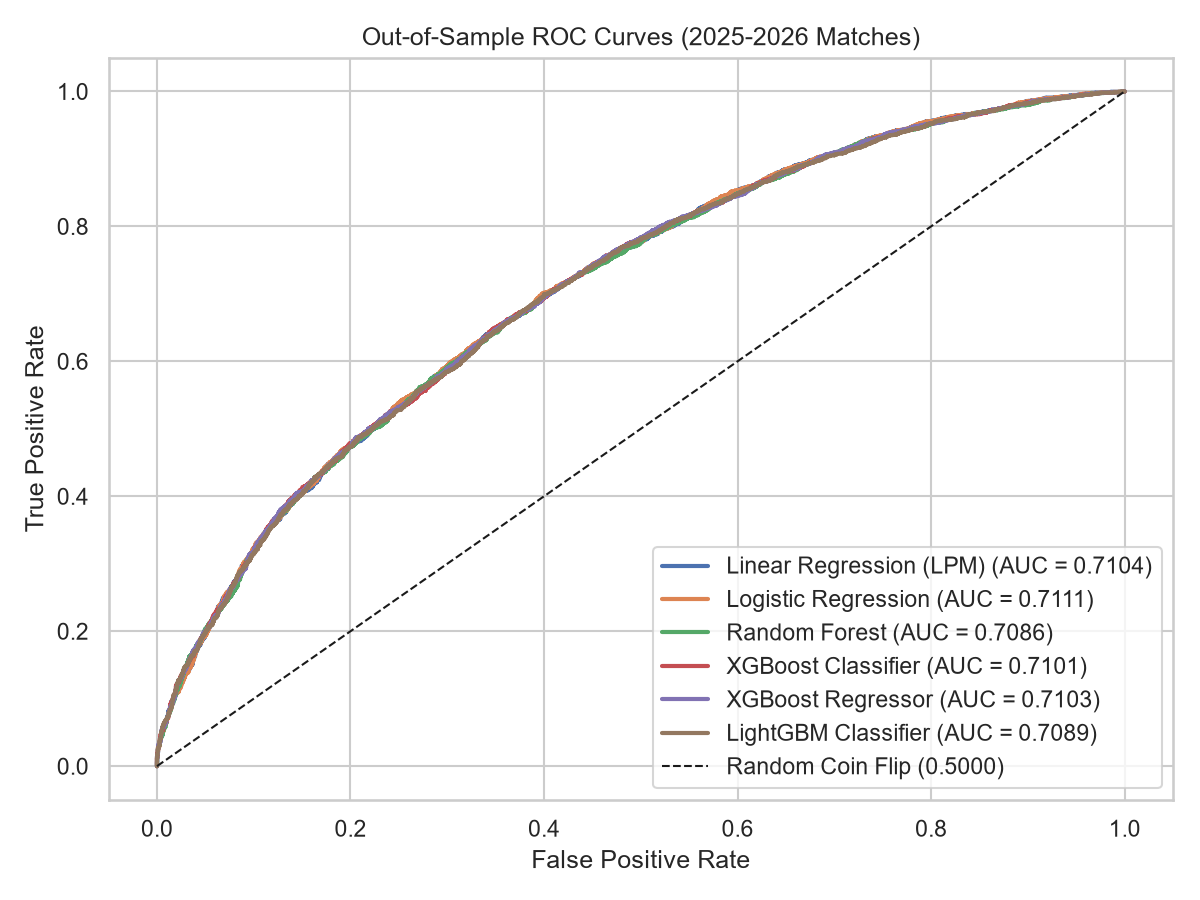 Out-of-Sample ROC Curves (2025-2026 Matches)
True Positive Rate
1.0
0.8
0.6
0.4
0.2
0.0
Linear Regression (LPM) (AUC = 0.7104)
Logistic Regression (AUC = 0.7111)
Random Forest (AUC = 0.7086)
XGBoost Classifier (AUC = 0.7101)
XGBoost Regressor (AUC = 0.7103)
LightGBM Classifier (AUC = 0.7089)
Random Coin Flip (0.5000)
0.0 0.2 0.4 0.6 0.8 1.0
False Positive Rate